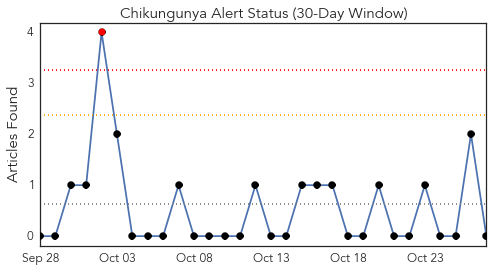 Chikungunya Alert Status (30-Day Window)
Articles Found
4
3
2
1
0
Sep 28 Oct 03 Oct 08 Oct 13 Oct 18 Oct 23